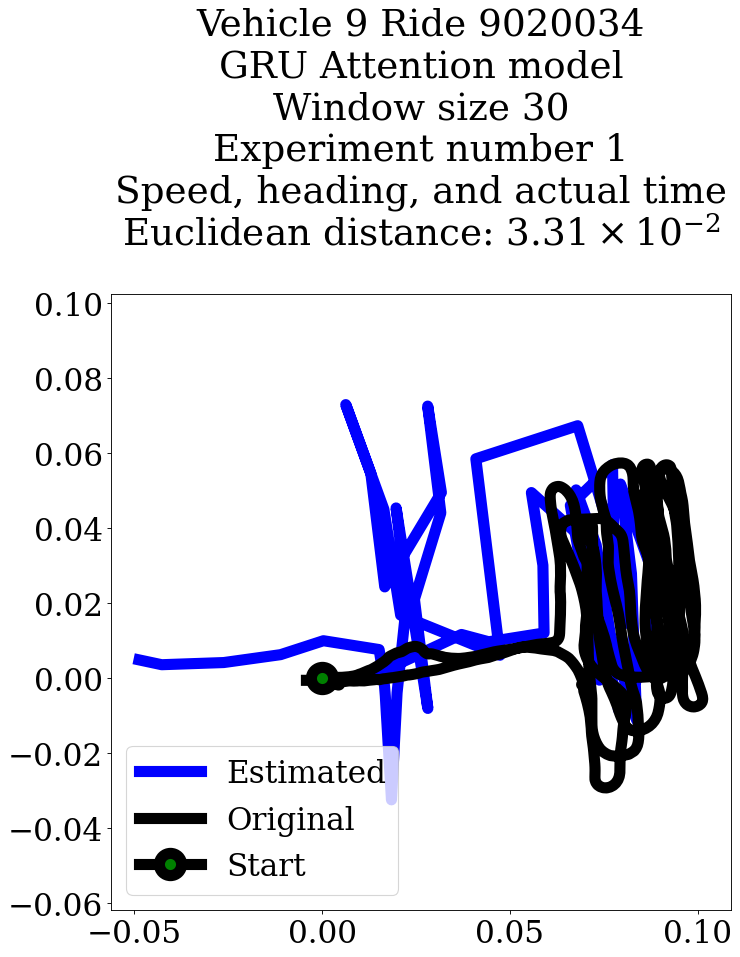 Vehicle 9 Ride 9020034
GRU Attention model
Window size 30
Experiment number 1
Speed, heading, and actual time
Euclidean distance: 3.31 × 10⁻²
0.10
0.08
0.06
0.04
0.02
0.00
−0.02
−0.04
−0.06
Estimated
Original
Start
−0.05
0.00
0.05
0.10